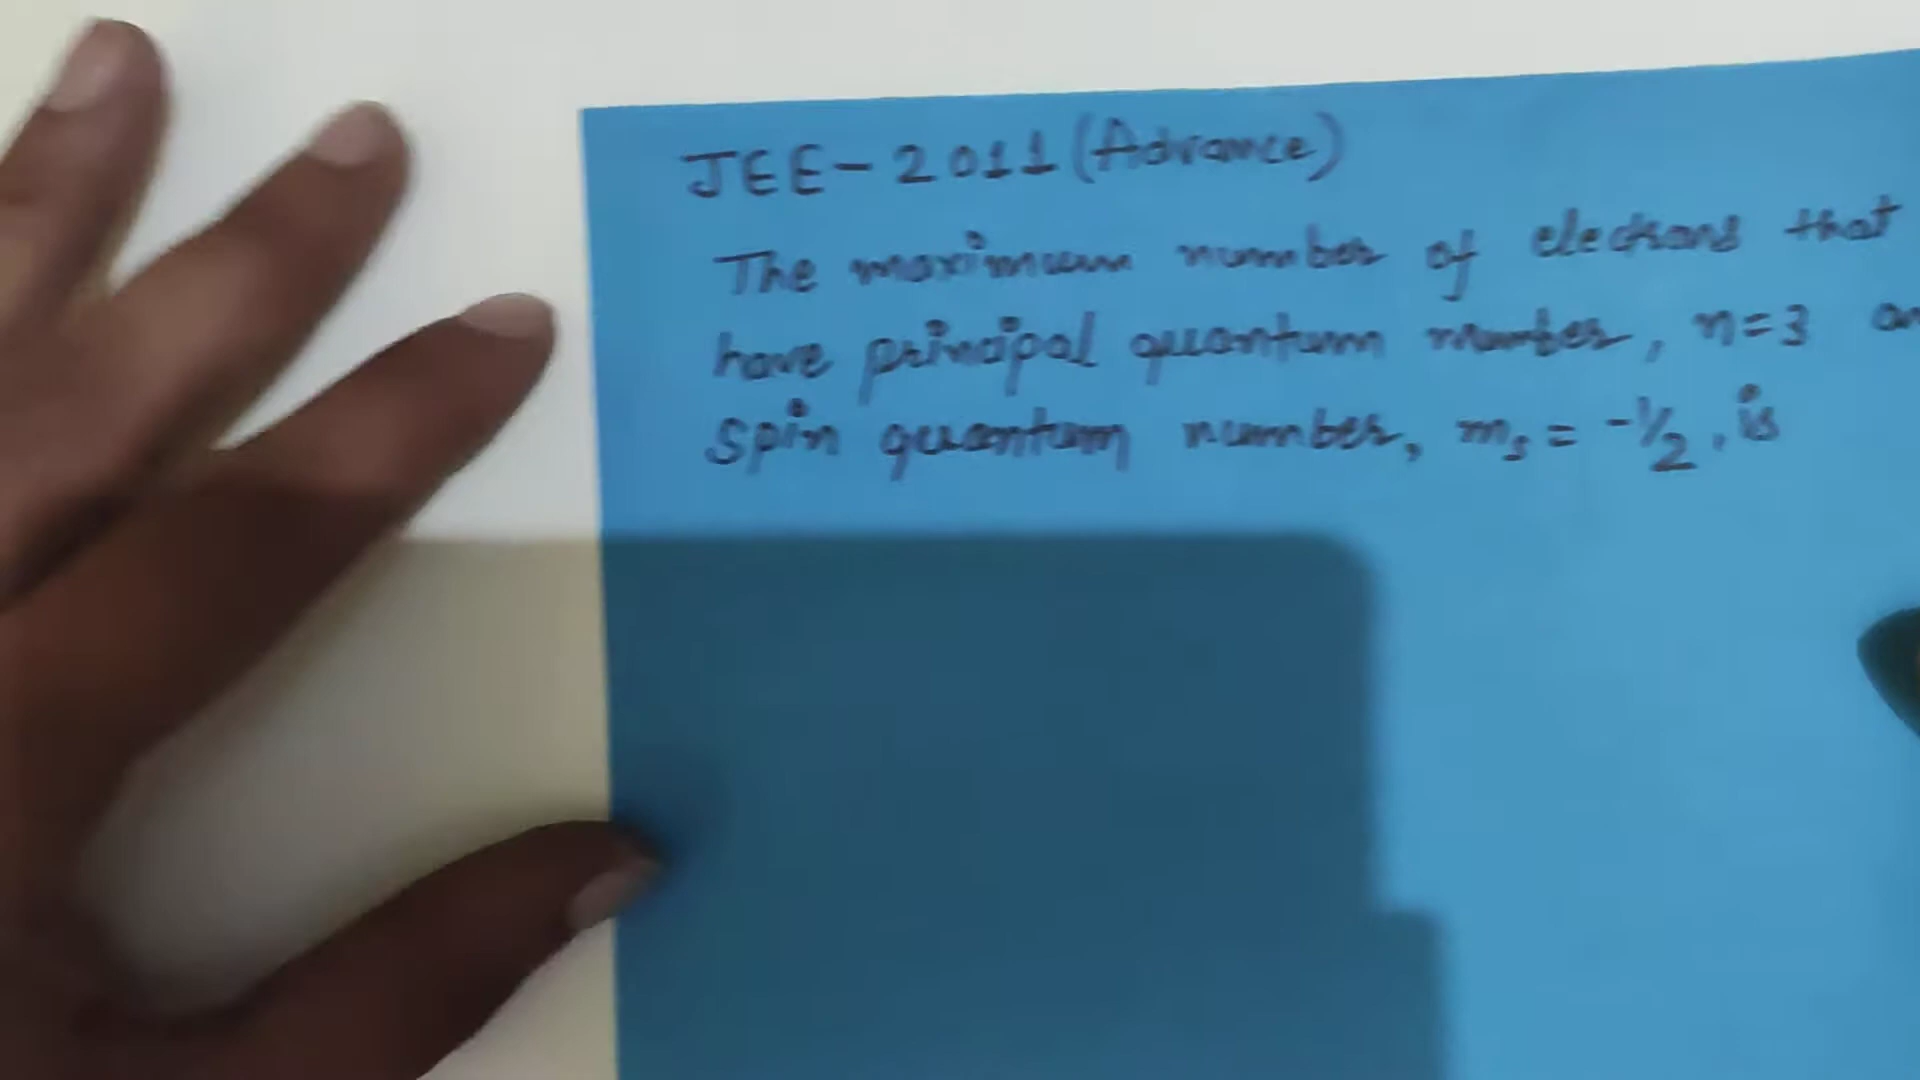 JEE-2011 (Advance)
The maximum number of electrons that
have principal quantum number, n=3
spin quantum number, ms = -1/2, is